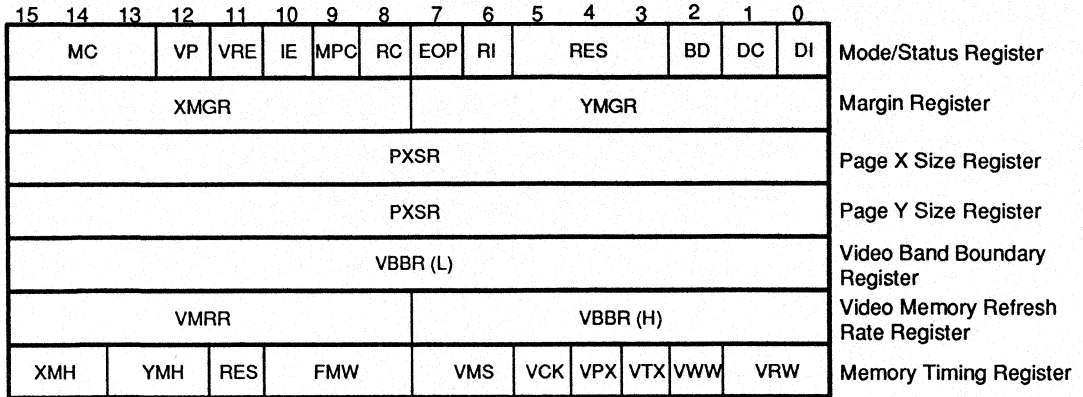 15 14 13 12 11 10 9 8 7 6 5 4 3 2 1 0
MC VP VRE IE MPC RC EOP RI RES BD DC DI Mode/Status Register
XMGR YMGR Margin Register
PXSR Page X Size Register
PXSR Page Y Size Register
VBBR (L) Video Band Boundary
Register
VMRR VBBR (H) Video Memory Refresh
Rate Register
XMH YMH RES FMW VMS VCK VPX VTX VWW VRW Memory Timing Register